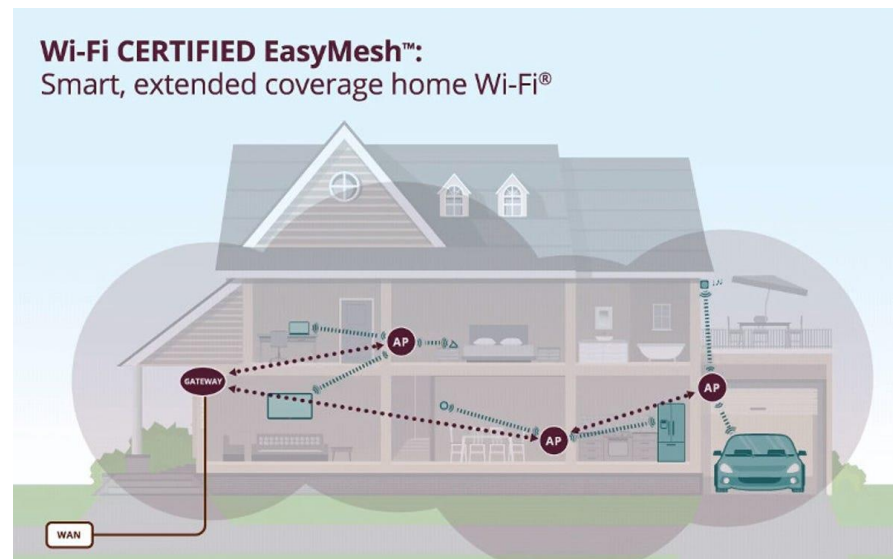 Wi-Fi CERTIFIED EasyMesh™:
Smart, extended coverage home Wi-Fi®
AP
GATEWAY
AP
AP
WAN